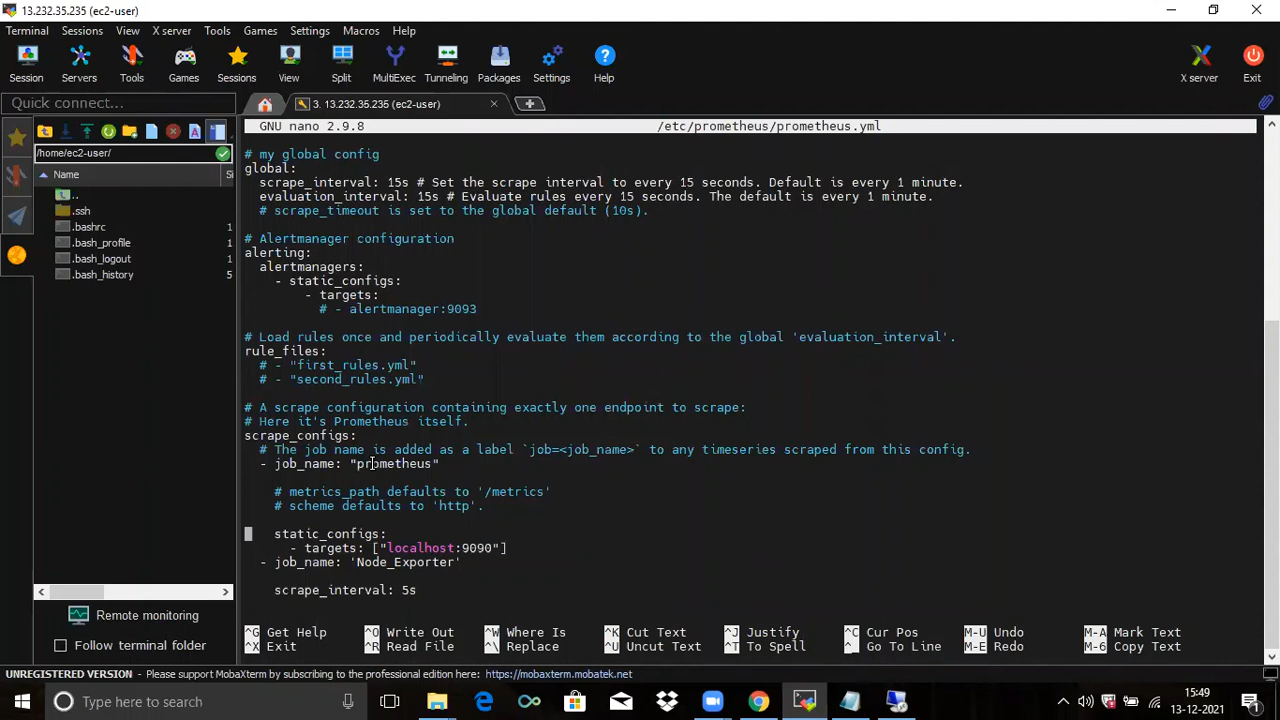 13.232.35.235 (ec2-user)
Terminal Sessions View X server Tools Games Settings Macros Help
Session Servers Tools Games Sessions View Split MultiExec Tunneling Packages Settings Help X server Exit
Quick connect...
3. 13.232.35.235 (ec2-user)
/home/ec2-user/
Name Si
..
.ssh
.bashrc 1
.bash_profile 1
.bash_logout 1
.bash_history 5
Remote monitoring
Follow terminal folder
GNU nano 2.9.8 /etc/prometheus/prometheus.yml
# my global config
global:
scrape_interval: 15s # Set the scrape interval to every 15 seconds. Default is every 1 minute.
evaluation_interval: 15s # Evaluate rules every 15 seconds. The default is every 1 minute.
# scrape_timeout is set to the global default (10s).
# Alertmanager configuration
alerting:
alertmanagers:
- static_configs:
- targets:
# - alertmanager:9093
# Load rules once and periodically evaluate them according to the global 'evaluation_interval'.
rule_files:
# - "first_rules.yml"
# - "second_rules.yml"
# A scrape configuration containing exactly one endpoint to scrape:
# Here it's Prometheus itself.
scrape_configs:
# The job name is added as a label `job=<job_name>` to any timeseries scraped from this config.
- job_name: "prometheus"
# metrics_path defaults to '/metrics'
# scheme defaults to 'http'.
static_configs:
- targets: ["localhost:9090"]
- job_name: 'Node_Exporter'
scrape_interval: 5s
^G Get Help ^O Write Out ^W Where Is ^K Cut Text ^J Justify ^C Cur Pos M-U Undo M-A Mark Text
^X Exit ^R Read File ^\ Replace ^U Uncut Text ^T To Spell ^_ Go To Line M-E Redo M-6 Copy Text
UNREGISTERED VERSION - Please support MobaXterm by subscribing to the professional edition here: https://mobaxterm.mobatek.net
Type here to search
15:49
13-12-2021
1